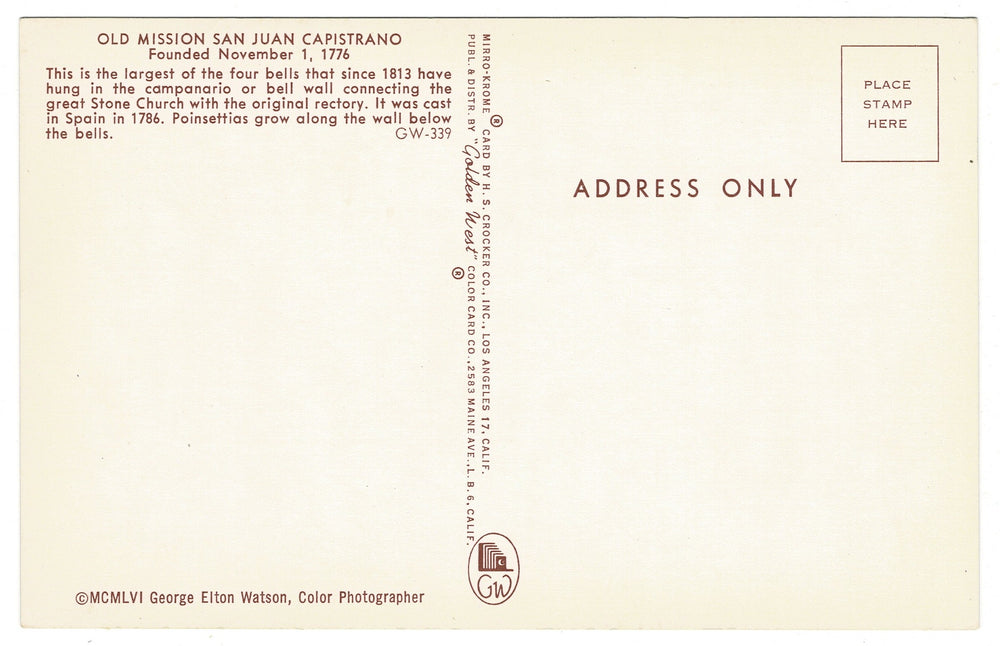 OLD MISSION SAN JUAN CAPISTRANO
Founded November 1, 1776
This is the largest of the four bells that since 1813 have
hung in the campanario or bell wall connecting the
great Stone Church with the original rectory. It was cast
in Spain in 1786. Poinsettias grow along the wall below
the bells. GW-339
©MCMLVI George Elton Watson, Color Photographer
MIRRO-KROME® CARD BY H. S. CROCKER CO., INC., LOS ANGELES 17, CALIF.
PUBL. & DISTR. BY "Golden West"® COLOR CARD CO., 2583 MAINE AVE., L. B. 6, CALIF.
GW
PLACE
STAMP
HERE
ADDRESS ONLY